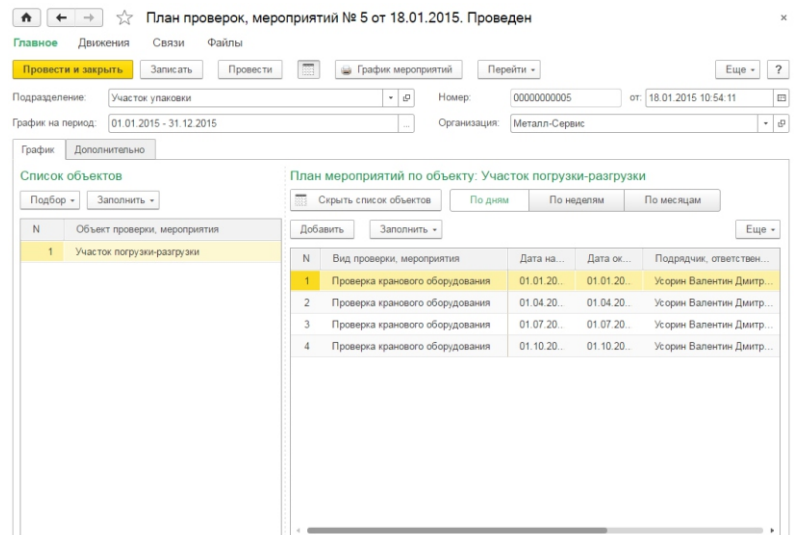 План проверок, мероприятий № 5 от 18.01.2015. Проведен
Главное Движения Связи Файлы
Провести и закрыть Записать Провести График мероприятий Перейти Еще ?
Подразделение: Участок упаковки Номер: 00000000005 от: 18.01.2015 10:54:11
График на период: 01.01.2015 - 31.12.2015 ... Организация: Металл-Сервис
График Дополнительно
Список объектов План мероприятий по объекту: Участок погрузки-разгрузки
Подбор Заполнить Скрыть список объектов По дням По неделям По месяцам
Добавить Заполнить Еще
N Объект проверки, мероприятия
1 Участок погрузки-разгрузки
N Вид проверки, мероприятия Дата на... Дата ок... Подрядчик, ответствен...
1 Проверка кранового оборудования 01.01.20... 01.01.20... Усорин Валентин Дмитр...
2 Проверка кранового оборудования 01.04.20... 01.04.20... Усорин Валентин Дмитр...
3 Проверка кранового оборудования 01.07.20... 01.07.20... Усорин Валентин Дмитр...
4 Проверка кранового оборудования 01.10.20... 01.10.20... Усорин Валентин Дмитр...